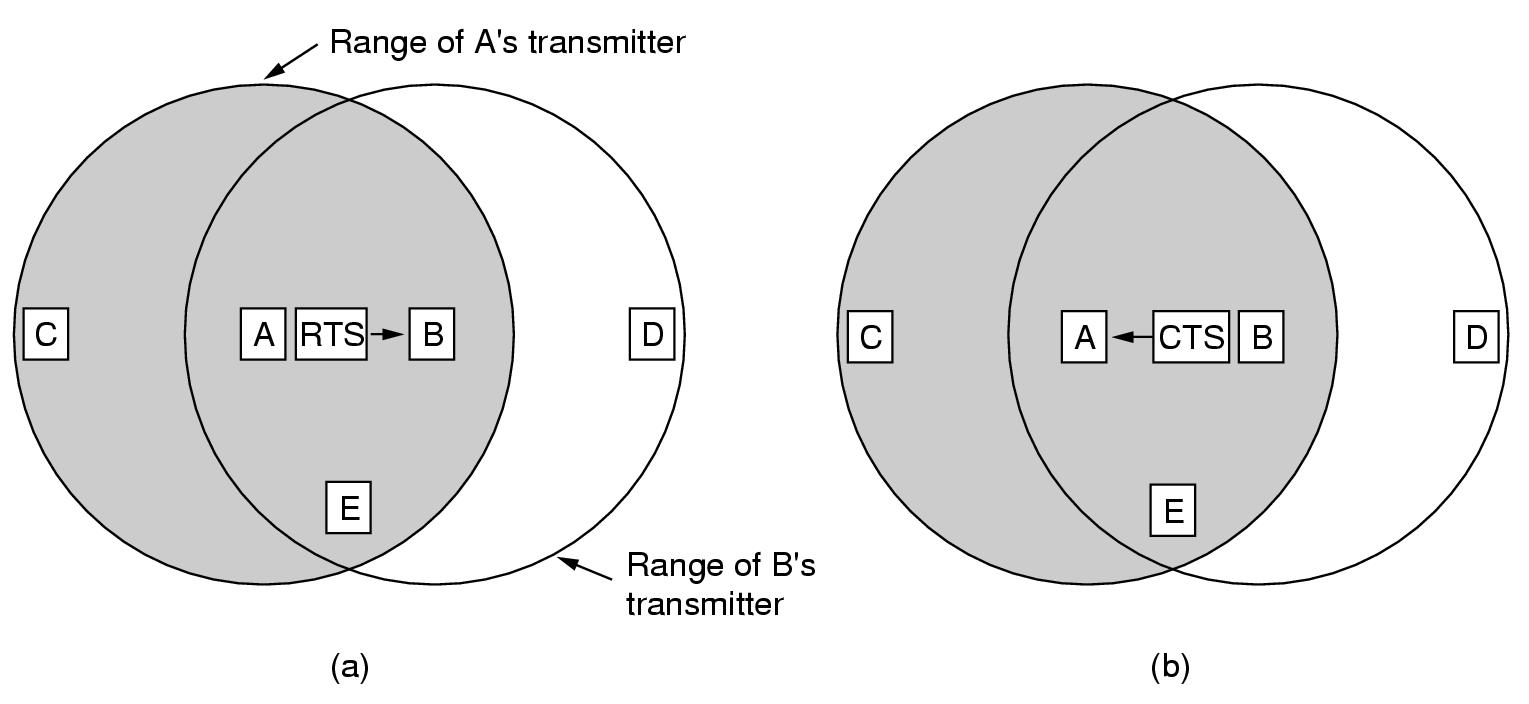 Range of A's transmitter
C
A
RTS
B
D
E
Range of B's
transmitter
(a)
C
A
CTS
B
D
E
(b)